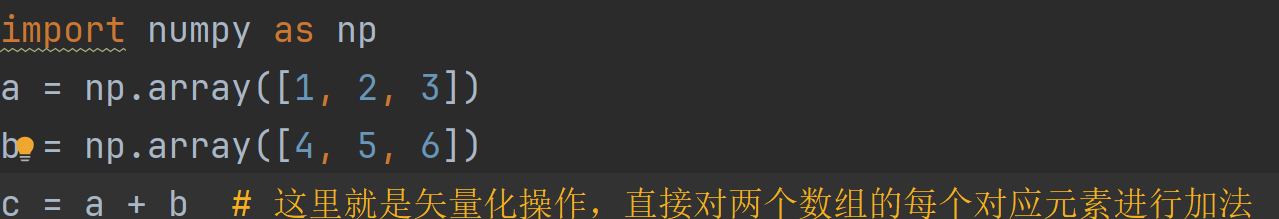 import numpy as np
a = np.array([1, 2, 3])
b = np.array([4, 5, 6])
c = a + b  # 这里就是矢量化操作，直接对两个数组的每个对应元素进行加法